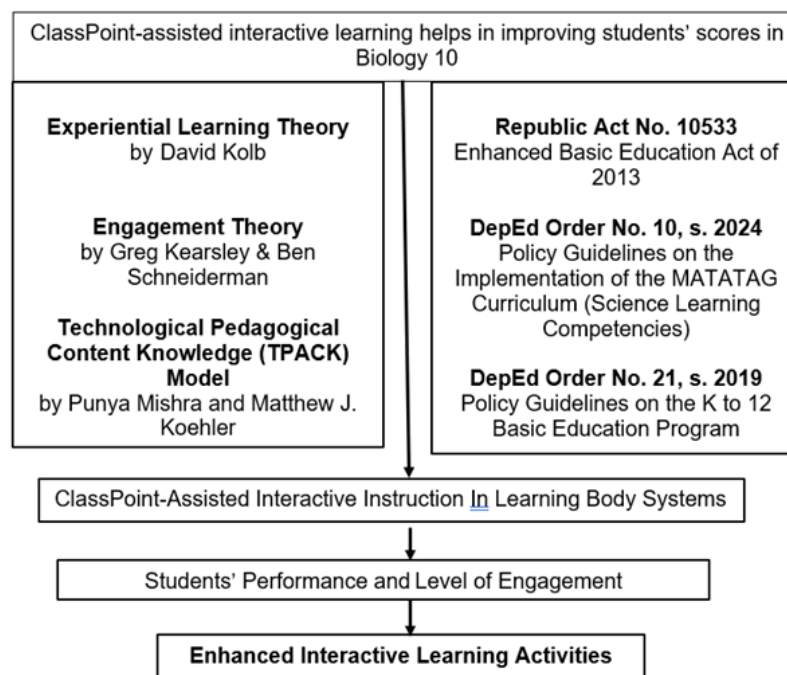 ClassPoint-assisted interactive learning helps in improving students' scores in
Biology 10
Experiential Learning Theory
by David Kolb
Engagement Theory
by Greg Kearsley & Ben
Schneiderman
Technological Pedagogical
Content Knowledge (TPACK)
Model
by Punya Mishra and Matthew J.
Koehler
Republic Act No. 10533
Enhanced Basic Education Act of
2013
DepEd Order No. 10, s. 2024
Policy Guidelines on the
Implementation of the MATATAG
Curriculum (Science Learning
Competencies)
DepEd Order No. 21, s. 2019
Policy Guidelines on the K to 12
Basic Education Program
ClassPoint-Assisted Interactive Instruction In Learning Body Systems
Students' Performance and Level of Engagement
Enhanced Interactive Learning Activities